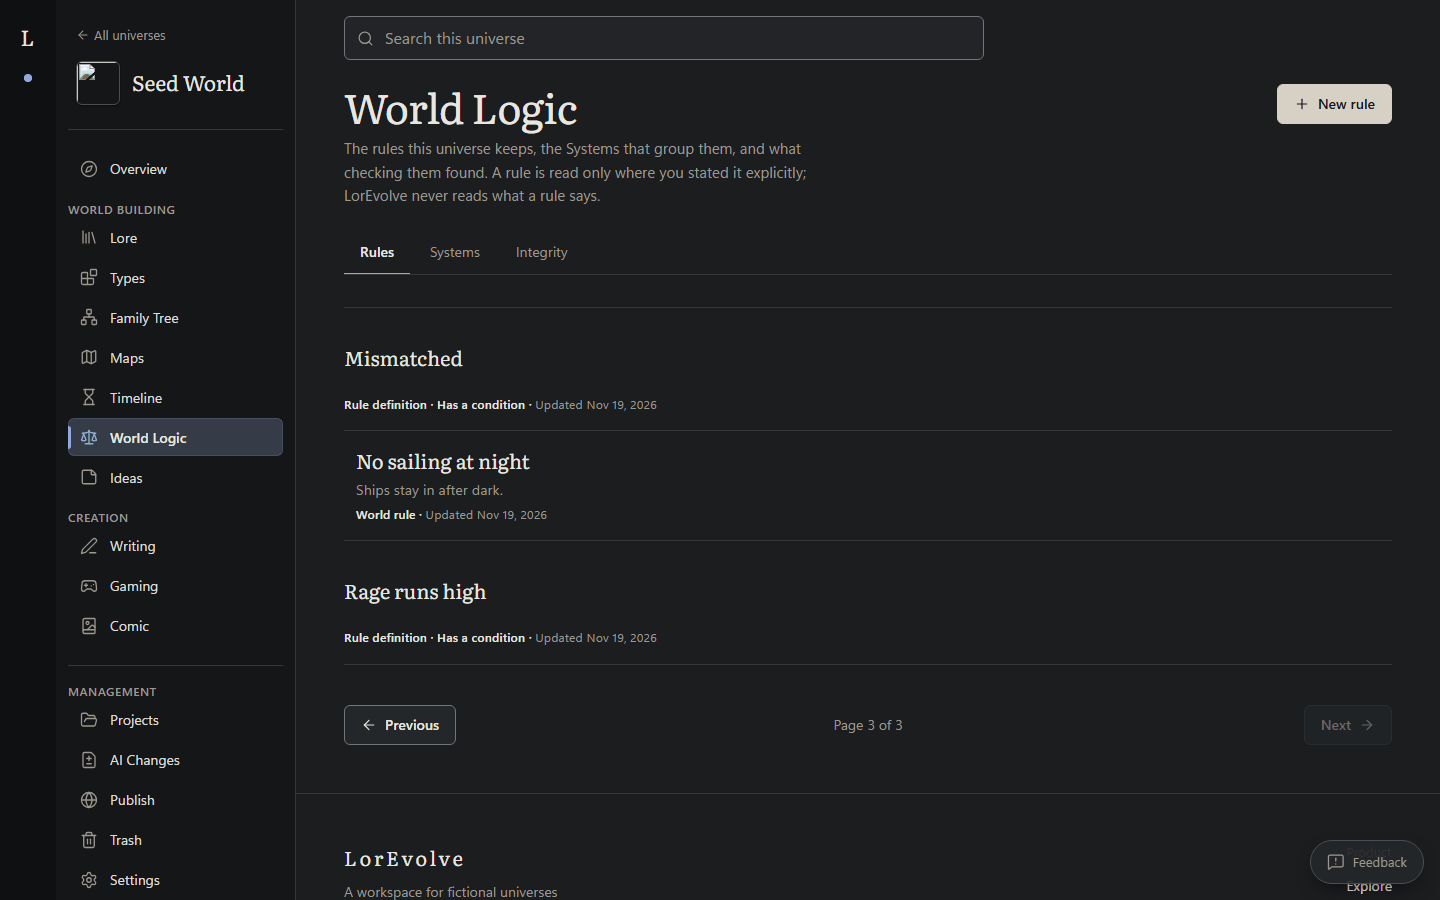 L
All universes
Seed World
Overview
WORLD BUILDING
Lore
Types
Family Tree
Maps
Timeline
World Logic
Ideas
CREATION
Writing
Gaming
Comic
MANAGEMENT
Projects
AI Changes
Publish
Trash
Settings
Search this universe
World Logic
New rule
The rules this universe keeps, the Systems that group them, and what
checking them found. A rule is read only where you stated it explicitly;
LorEvolve never reads what a rule says.
Rules Systems Integrity
Mismatched
Rule definition · Has a condition · Updated Nov 19, 2026
No sailing at night
Ships stay in after dark.
World rule · Updated Nov 19, 2026
Rage runs high
Rule definition · Has a condition · Updated Nov 19, 2026
Previous Page 3 of 3 Next
LorEvolve
A workspace for fictional universes
Product
Feedback
Explore